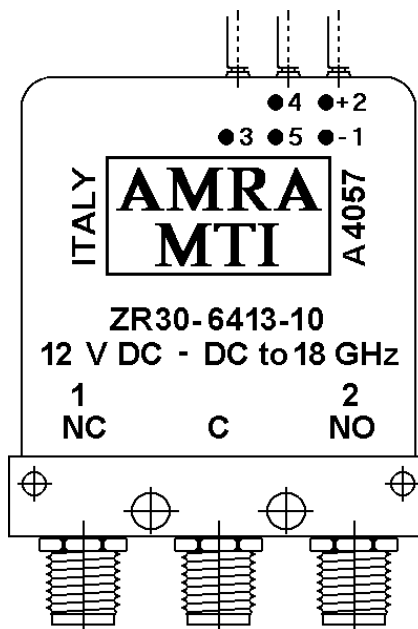 4 +2
3 5 -1
ITALY
AMRA
MTI
A4057
ZR30-6413-10
12 V DC - DC to 18 GHz
1 2
NC C NO